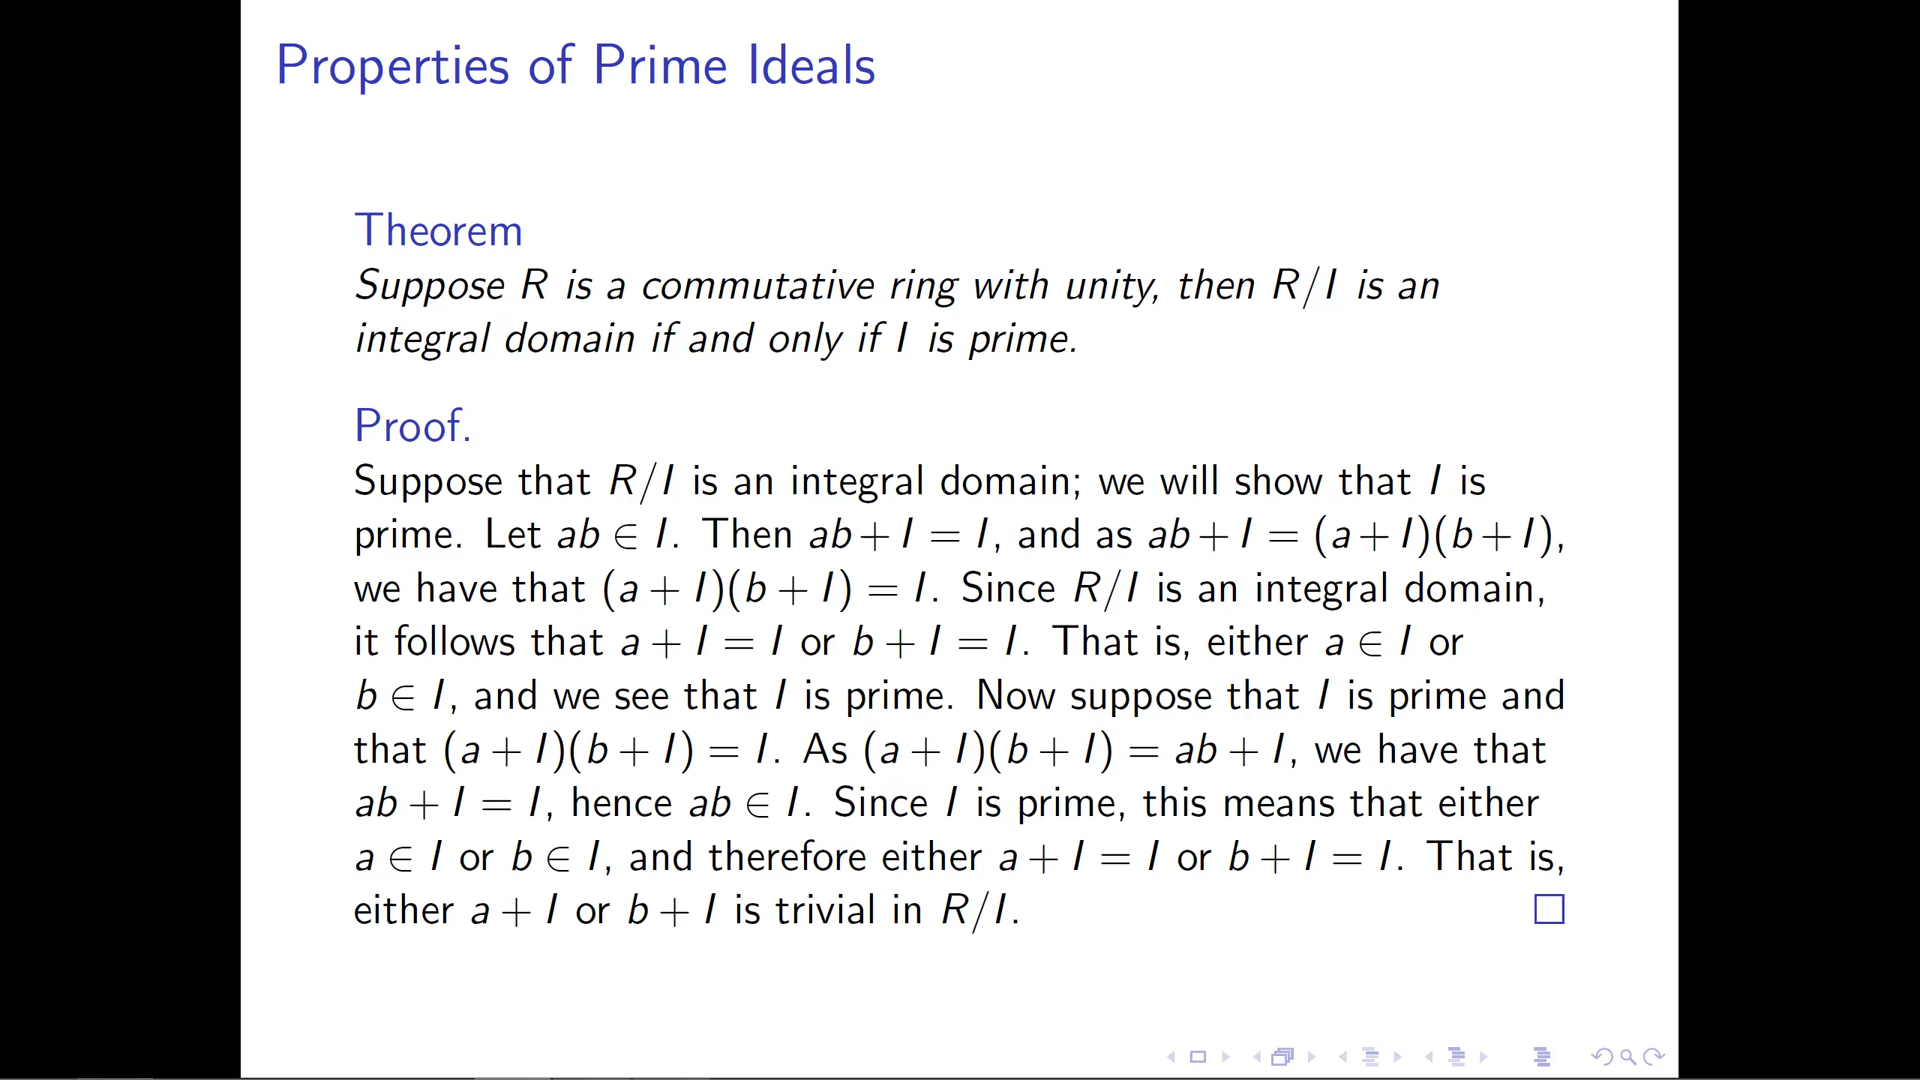 Properties of Prime Ideals
Theorem
Suppose R is a commutative ring with unity, then R/I is an
integral domain if and only if I is prime.
Proof.
Suppose that R/I is an integral domain; we will show that I is
prime. Let ab ∈ I. Then ab + I = I, and as ab + I = (a + I)(b + I),
we have that (a + I)(b + I) = I. Since R/I is an integral domain,
it follows that a + I = I or b + I = I. That is, either a ∈ I or
b ∈ I, and we see that I is prime. Now suppose that I is prime and
that (a + I)(b + I) = I. As (a + I)(b + I) = ab + I, we have that
ab + I = I, hence ab ∈ I. Since I is prime, this means that either
a ∈ I or b ∈ I, and therefore either a + I = I or b + I = I. That is,
either a + I or b + I is trivial in R/I. □